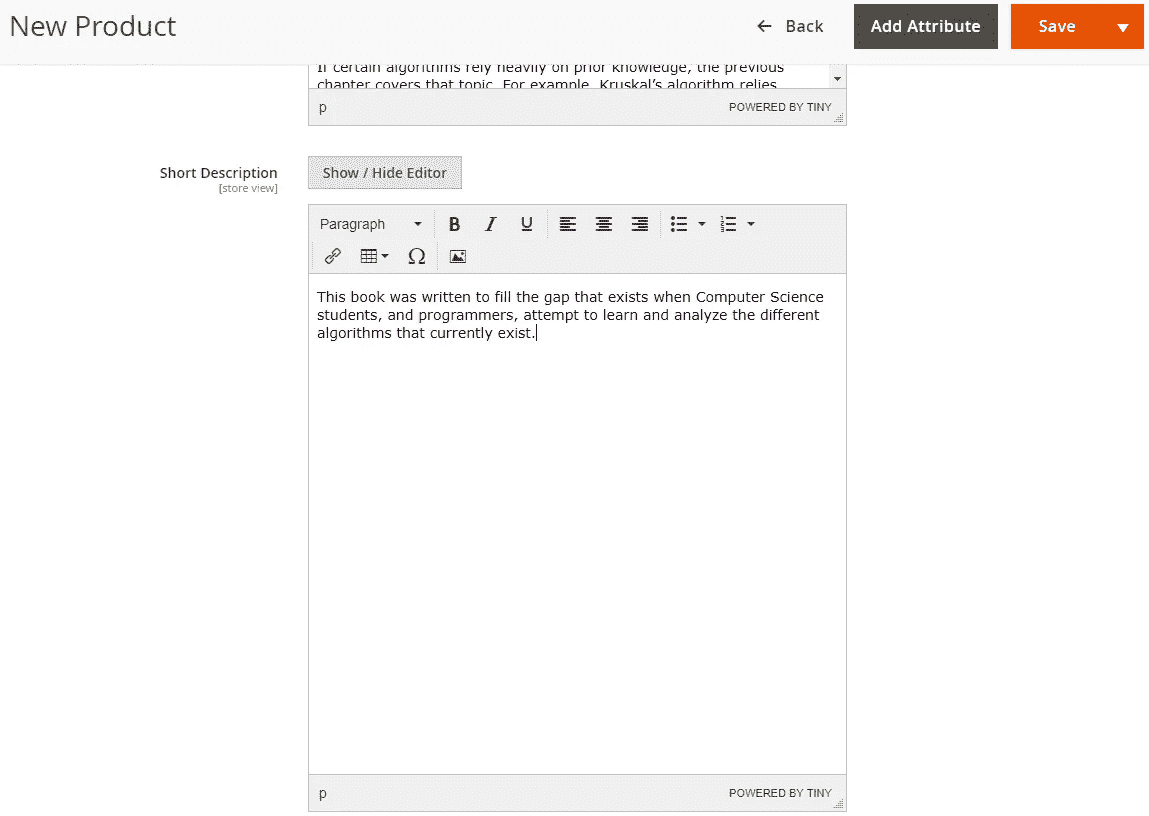 New Product
Back
Add Attribute
Save
If certain algorithms rely heavily on prior knowledge, the previous
chapter covers that topic. For example, Kruskal’s algorithm relies
p
POWERED BY TINY
Short Description
[store view]
Show / Hide Editor
Paragraph
B I U
Ω
This book was written to fill the gap that exists when Computer Science
students, and programmers, attempt to learn and analyze the different
algorithms that currently exist.
p
POWERED BY TINY